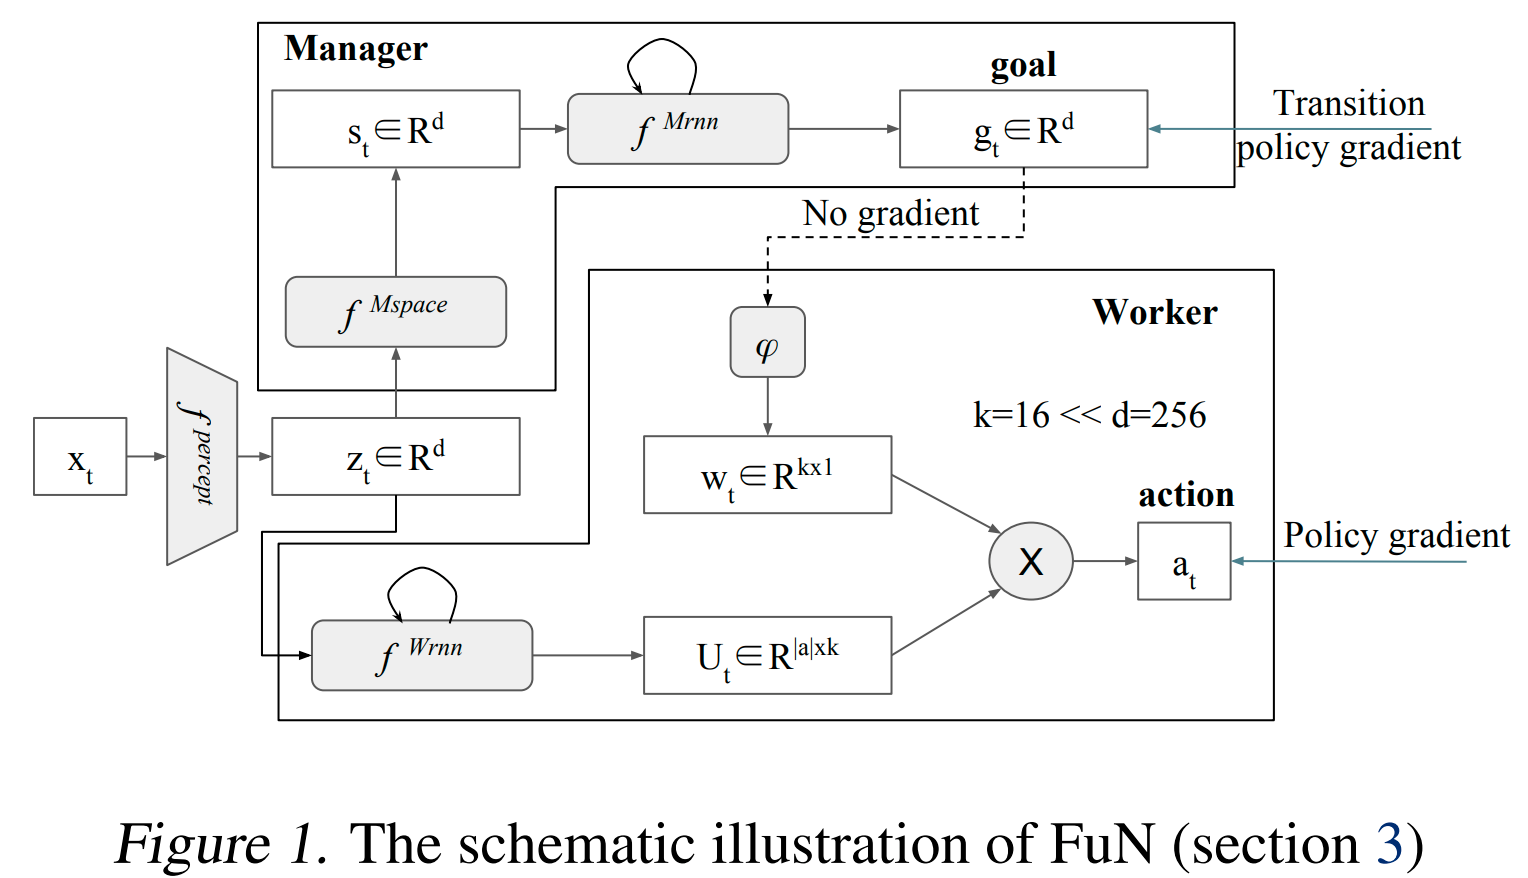 Manager
goal
s_t ∈ R^d
f^Mrnn
g_t ∈ R^d
Transition
policy gradient
No gradient
f^Mspace
Worker
φ
k=16 << d=256
x_t
f^percept
z_t ∈ R^d
w_t ∈ R^kx1
action
X
a_t
Policy gradient
f^Wrnn
U_t ∈ R^|a|xk
Figure 1. The schematic illustration of FuN (section 3)